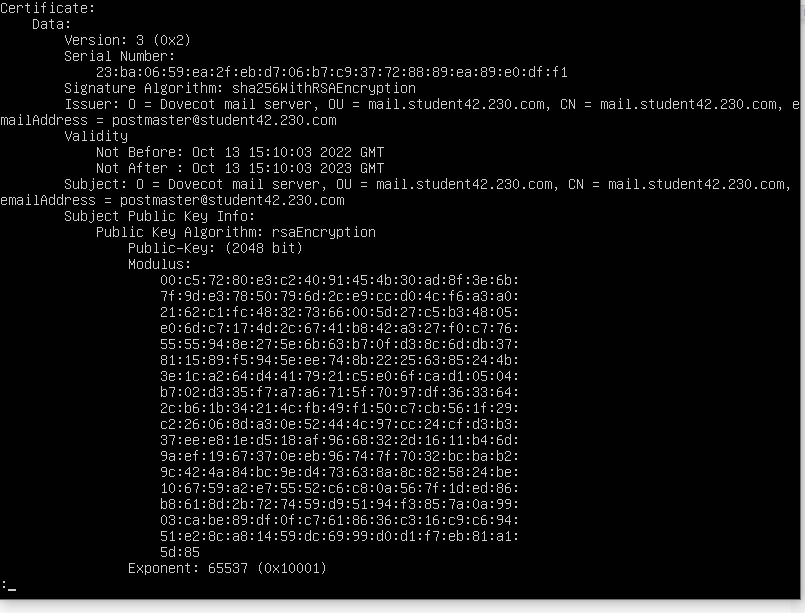 Certificate:
Data:
Version: 3 (0x2)
Serial Number:
23:ba:06:59:ea:2f:eb:d7:06:b7:c9:37:72:88:89:ea:89:e0:df:f1
Signature Algorithm: sha256WithRSAEncryption
Issuer: O = Dovecot mail server, OU = mail.student42.230.com, CN = mail.student42.230.com, e
mailAddress = postmaster@student42.230.com
Validity
Not Before: Oct 13 15:10:03 2022 GMT
Not After : Oct 13 15:10:03 2023 GMT
Subject: O = Dovecot mail server, OU = mail.student42.230.com, CN = mail.student42.230.com,
emailAddress = postmaster@student42.230.com
Subject Public Key Info:
Public Key Algorithm: rsaEncryption
Public-Key: (2048 bit)
Modulus:
00:c5:72:80:e3:c2:40:91:45:4b:30:ad:8f:3e:6b:
7f:9d:e3:78:50:79:6d:2c:e9:cc:d0:4c:f6:a3:a0:
21:62:c1:fc:48:32:73:66:00:5d:27:c5:b3:48:05:
e0:6d:c7:17:4d:2c:67:41:b8:42:a3:27:f0:c7:76:
55:55:94:8e:27:5e:6b:63:b7:0f:d3:8c:6d:db:37:
81:15:89:f5:94:5e:ee:74:8b:22:25:63:85:24:4b:
3e:1c:a2:64:d4:41:79:21:c5:e0:6f:ca:d1:05:04:
b7:02:d3:35:f7:a7:a6:71:5f:70:97:df:36:33:64:
2c:b6:1b:34:21:4c:fb:49:f1:50:c7:cb:56:1f:29:
c2:26:06:8d:a3:0e:52:44:4c:97:cc:24:cf:d3:b3:
37:ee:e8:1e:d5:18:af:96:68:32:2d:16:11:b4:6d:
9a:ef:19:67:37:0e:eb:96:74:7f:70:32:bc:ba:b2:
9c:42:4a:84:bc:9e:d4:73:63:8a:8c:82:58:24:be:
10:67:59:a2:e7:55:52:c6:c8:0a:56:7f:1d:ed:86:
b8:61:8d:2b:72:74:59:d9:51:94:f3:85:7a:0a:99:
03:ca:be:89:df:0f:c7:61:86:36:c3:16:c9:c6:94:
51:e2:8c:a8:14:59:dc:69:99:d0:d1:f7:eb:81:a1:
5d:85
Exponent: 65537 (0x10001)
:_